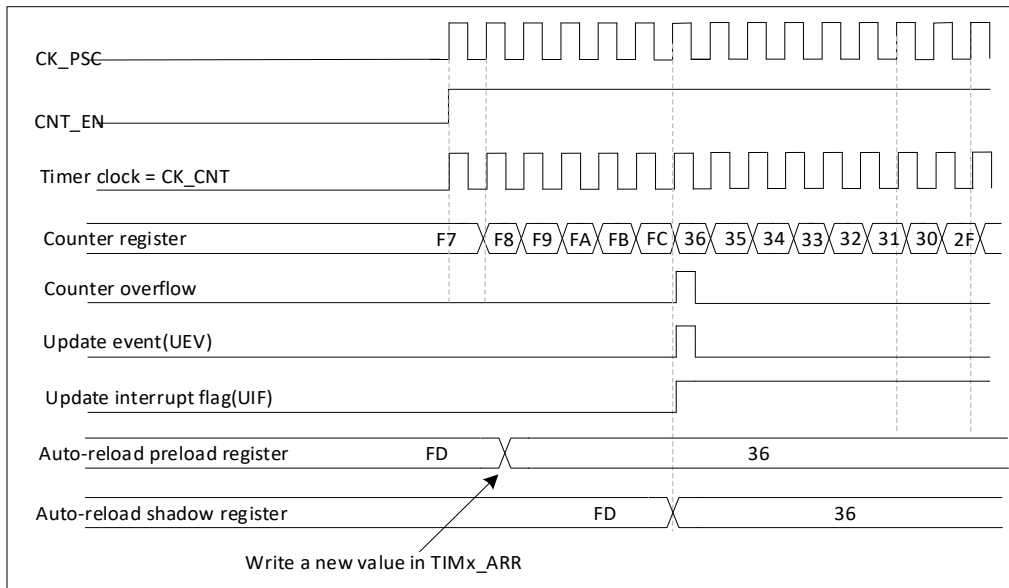 CK_PSC
CNT_EN
Timer clock = CK_CNT
Counter register F7 F8 F9 FA FB FC 36 35 34 33 32 31 30 2F
Counter overflow
Update event(UEV)
Update interrupt flag(UIF)
Auto-reload preload register FD 36
Auto-reload shadow register FD 36
Write a new value in TIMx_ARR